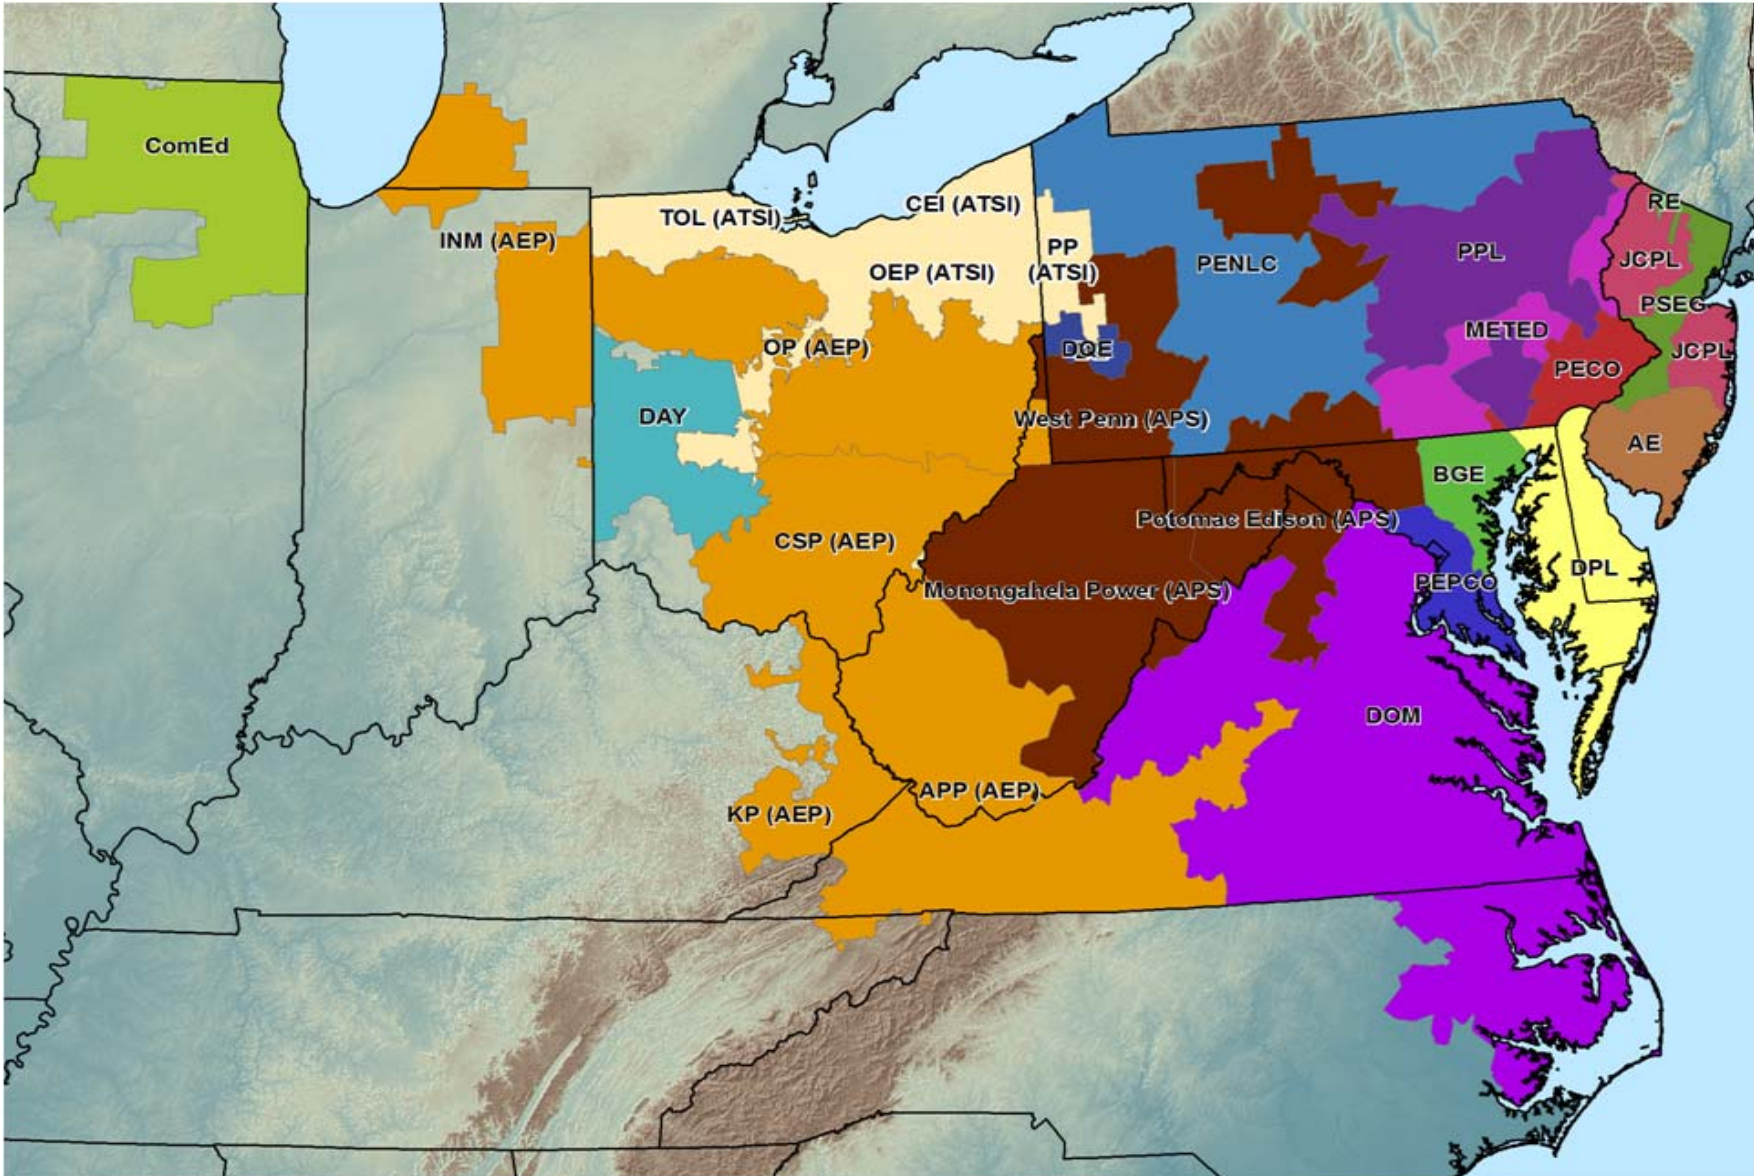 ComEd
RE
CEI (ATSI)
TOL (ATSI)
INM (AEP)
PP
(ATSI)
PPL
JCPL
PENLC
OEP (ATSI)
PSEG
METED
OP (AEP)
DQE
JCPL
PECO
DAY
West Penn (APS)
AE
BGE
Potomac Edison (APS)
CSP (AEP)
DPL
PEPCO
Monongahela Power (APS)
DOM
APP (AEP)
KP (AEP)